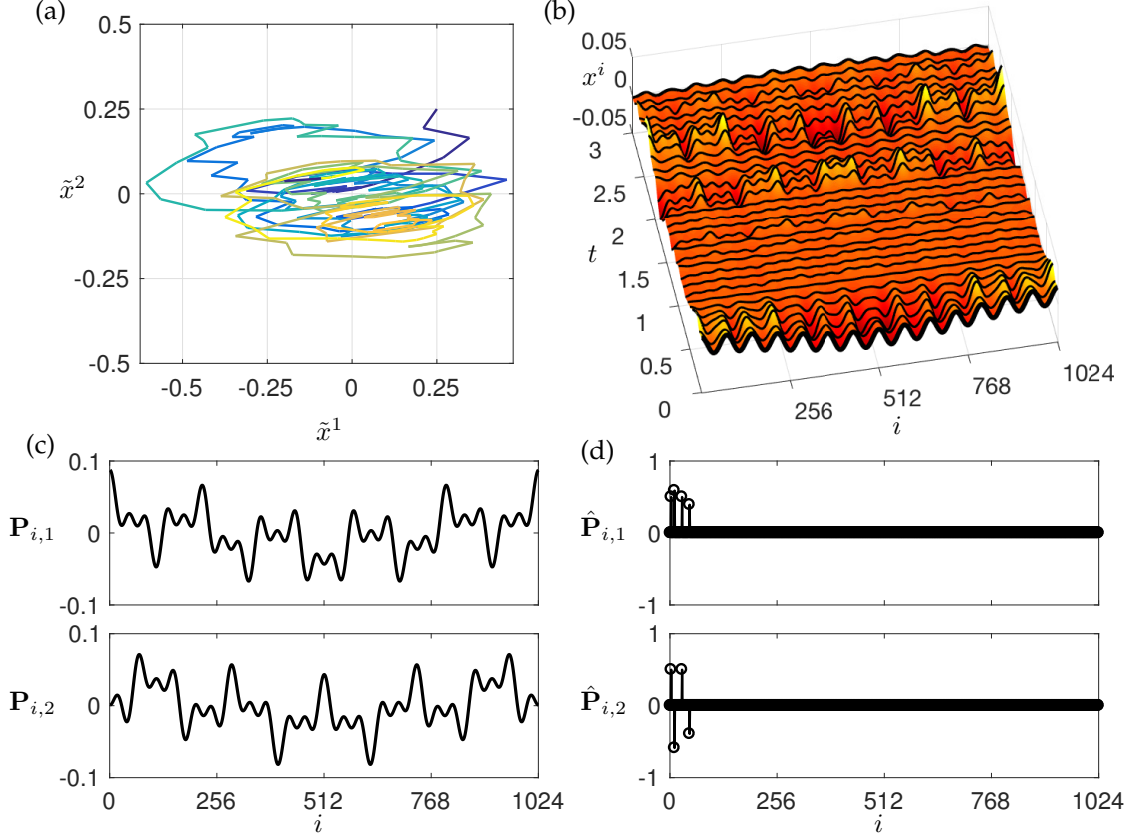 (a)
0.5
0.25
0
-0.25
-0.5
x̃²
-0.5 -0.25 0 0.25
x̃¹
(b)
0.05
0
-0.05
xⁱ
3
2.5
2
1.5
1
0.5
0
t
256 512 768 1024
i
(c)
0.1
0
-0.1
P_{i,1}
0.1
0
-0.1
P_{i,2}
0 256 512 768 1024
i
(d)
1
0
-1
P̂_{i,1}
1
0
-1
P̂_{i,2}
0 256 512 768 1024
i